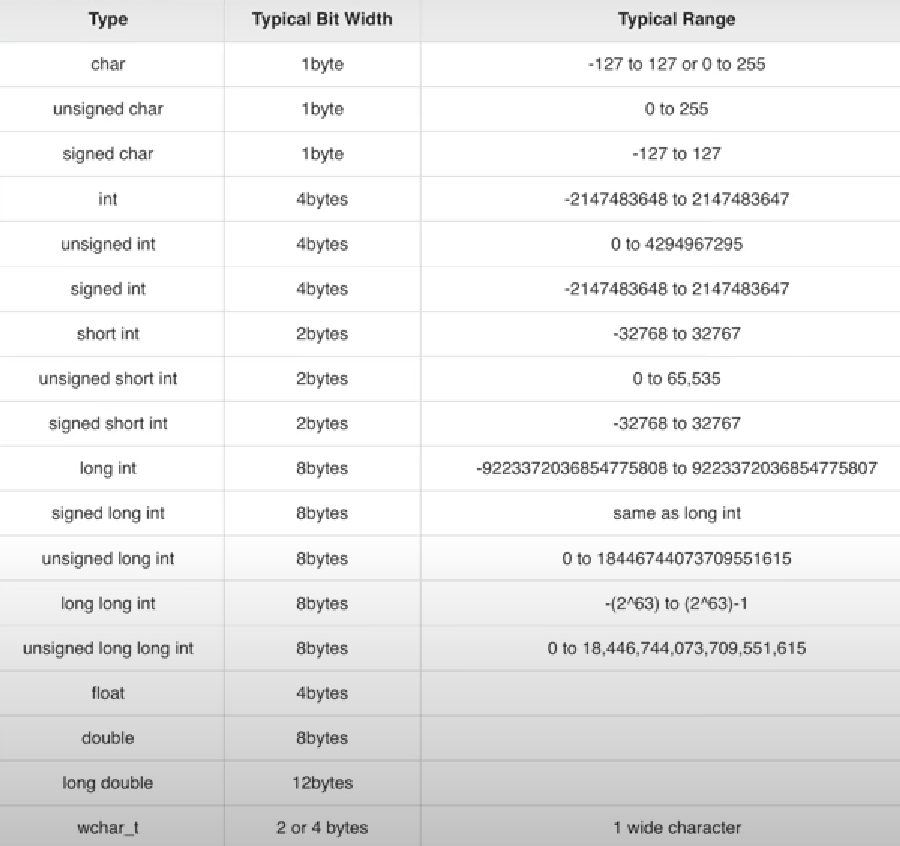 Type Typical Bit Width Typical Range
char 1byte -127 to 127 or 0 to 255
unsigned char 1byte 0 to 255
signed char 1byte -127 to 127
int 4bytes -2147483648 to 2147483647
unsigned int 4bytes 0 to 4294967295
signed int 4bytes -2147483648 to 2147483647
short int 2bytes -32768 to 32767
unsigned short int 2bytes 0 to 65,535
signed short int 2bytes -32768 to 32767
long int 8bytes -9223372036854775808 to 9223372036854775807
signed long int 8bytes same as long int
unsigned long int 8bytes 0 to 18446744073709551615
long long int 8bytes -(2^63) to (2^63)-1
unsigned long long int 8bytes 0 to 18,446,744,073,709,551,615
float 4bytes
double 8bytes
long double 12bytes
wchar_t 2 or 4 bytes 1 wide character